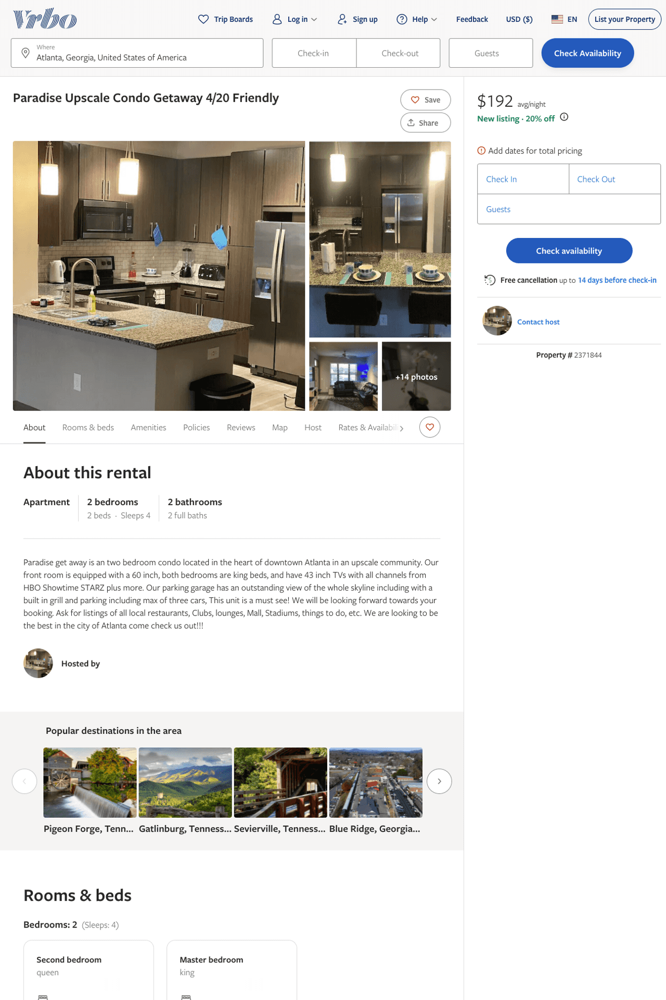 Vrbo
Trip Boards
Log in
Sign up
Help
Feedback
USD ($)
EN
List your Property
Where
Atlanta, Georgia, United States of America
Check-in
Check-out
Guests
Check Availability
Paradise Upscale Condo Getaway 4/20 Friendly
Save
Share
+14 photos
$192 avg/night
New listing · 20% off
Add dates for total pricing
Check In
Check Out
Guests
Check availability
Free cancellation up to 14 days before check-in
Contact host
Property # 2371844
About
Rooms & beds
Amenities
Policies
Reviews
Map
Host
Rates & Availabili
About this rental
Apartment
2 bedrooms
2 beds · Sleeps 4
2 bathrooms
2 full baths
Paradise get away is an two bedroom condo located in the heart of downtown Atlanta in an upscale community. Our
front room is equipped with a 60 inch, both bedrooms are king beds, and have 43 inch TVs with all channels from
HBO Showtime STARZ plus more. Our parking garage has an outstanding view of the whole skyline including with a
built in grill and parking including max of three cars, This unit is a must see! We will be looking forward towards your
booking. Ask for listings of all local restaurants, Clubs, lounges, Mall, Stadiums, things to do, etc. We are looking to be
the best in the city of Atlanta come check us out!!!
Hosted by
Popular destinations in the area
Pigeon Forge, Tenn...
Gatlinburg, Tenness...
Sevierville, Tenness...
Blue Ridge, Georgia...
Rooms & beds
Bedrooms: 2 (Sleeps: 4)
Second bedroom
queen
Master bedroom
king